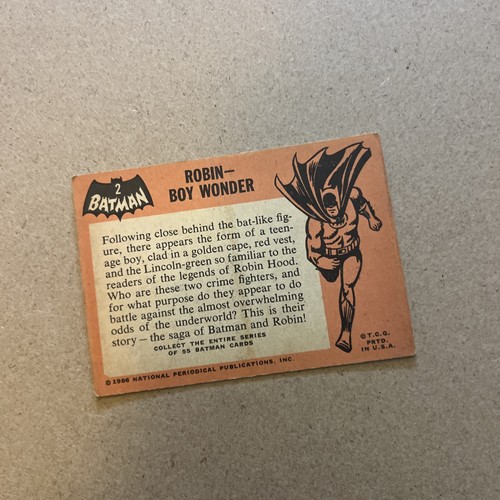 2
BATMAN
ROBIN—
BOY WONDER
Following close behind the bat-like fig-
ure, there appears the form of a teen-
age boy, clad in a golden cape, red vest,
and the Lincoln-green so familiar to the
readers of the legends of Robin Hood.
Who are these two crime fighters, and
for what purpose do they appear to do
battle against the almost overwhelming
odds of the underworld? This is their
story — the saga of Batman and Robin!
COLLECT THE ENTIRE SERIES
OF 55 BATMAN CARDS
© 1966 NATIONAL PERIODICAL PUBLICATIONS, INC.
© T.C.G.
PRTD.
IN U.S.A.